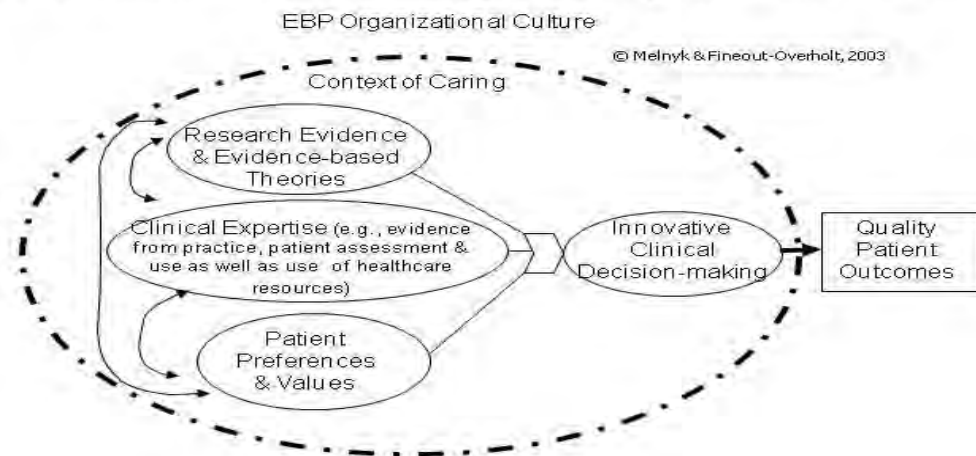 EBP Organizational Culture
© Melnyk & Fineout-Overholt, 2003
Context of Caring
Research Evidence
& Evidence-based
Theories
Clinical Expertise (e.g., evidence
from practice, patient assessment &
use as well as use of healthcare
resources)
Patient
Preferences
& Values
Innovative
Clinical
Decision-making
Quality
Patient
Outcomes